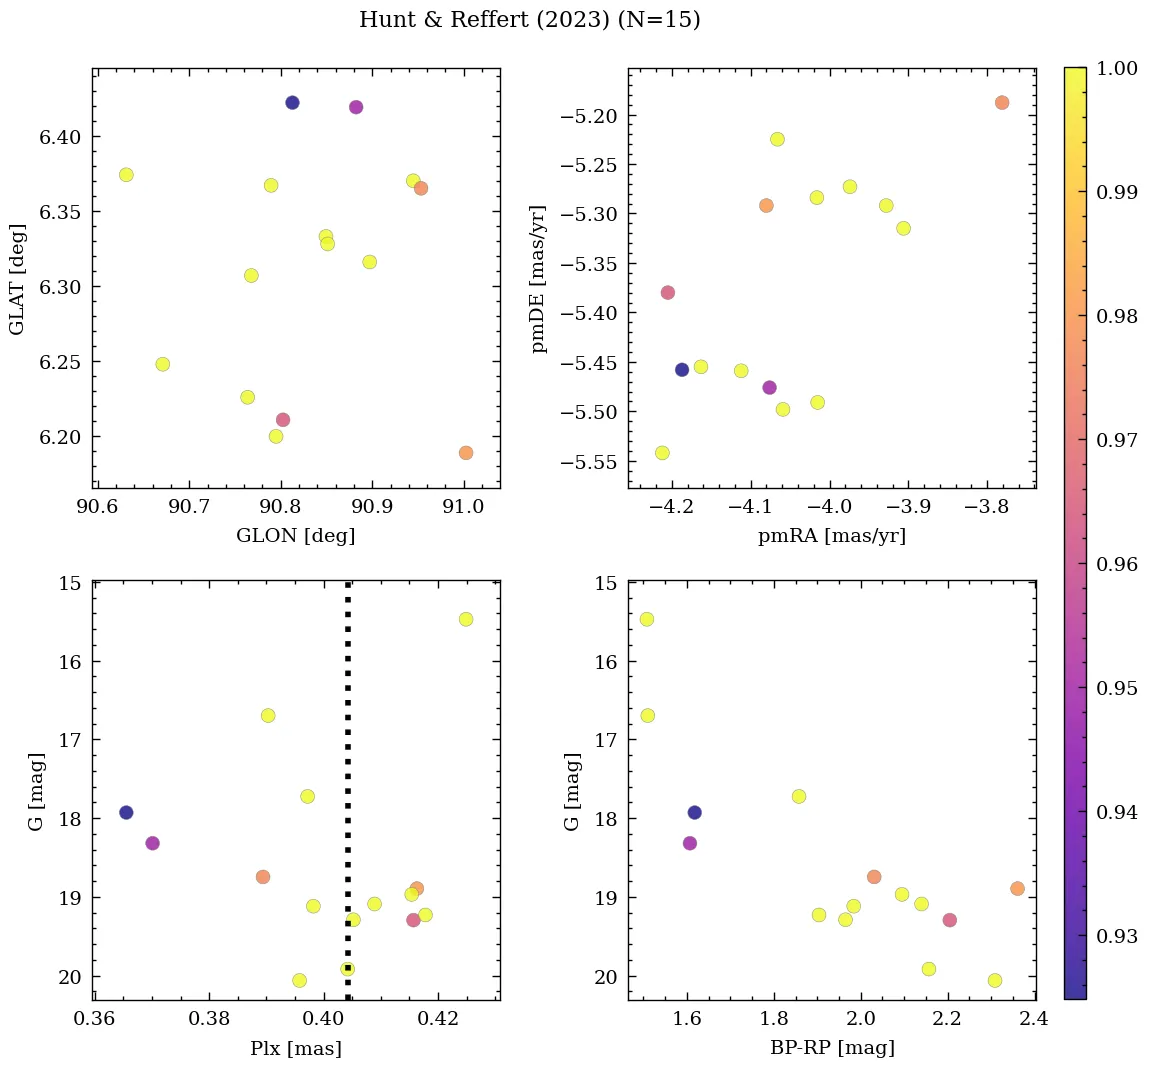 Hunt & Reffert (2023) (N=15)
6.40
6.35
6.30
6.25
6.20
GLAT [deg]
90.6 90.7 90.8 90.9 91.0
GLON [deg]
−5.20
−5.25
−5.30
−5.35
−5.40
−5.45
−5.50
−5.55
pmDE [mas/yr]
−4.2 −4.1 −4.0 −3.9 −3.8
pmRA [mas/yr]
15
16
17
18
19
20
G [mag]
0.36 0.38 0.40 0.42
Plx [mas]
15
16
17
18
19
20
G [mag]
1.6 1.8 2.0 2.2 2.4
BP-RP [mag]
1.00
0.99
0.98
0.97
0.96
0.95
0.94
0.93